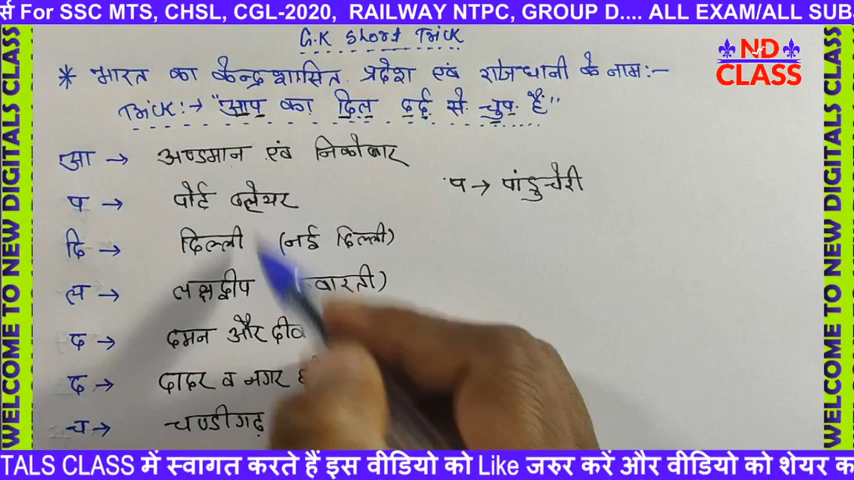 र्स For SSC MTS, CHSL, CGL-2020, RAILWAY NTPC, GROUP D.... ALL EXAM/ALL SUB
G.K Short Trick
* भारत का केन्द्रशासित प्रदेश एवं राजधानी के नाम:-
Trick:→ "आप का दिल दर्द से चुप है"
आ → अण्डमान एवं निकोबार
प → पोर्ट ब्लेयर
प → पांडुचेरी
दि → दिल्ली (नई दिल्ली)
ल → लक्षद्वीप वारती)
द → दमन और दीव
द → दादर व नगर
च → चण्डीगढ़
ND
CLASS
WELCOME TO NEW DIGITALS CLASS
WELCOME TO NEW DIGITALS CLASS
TALS CLASS में स्वागत करते हैं इस वीडियो को Like जरुर करें और वीडियो को शेयर क